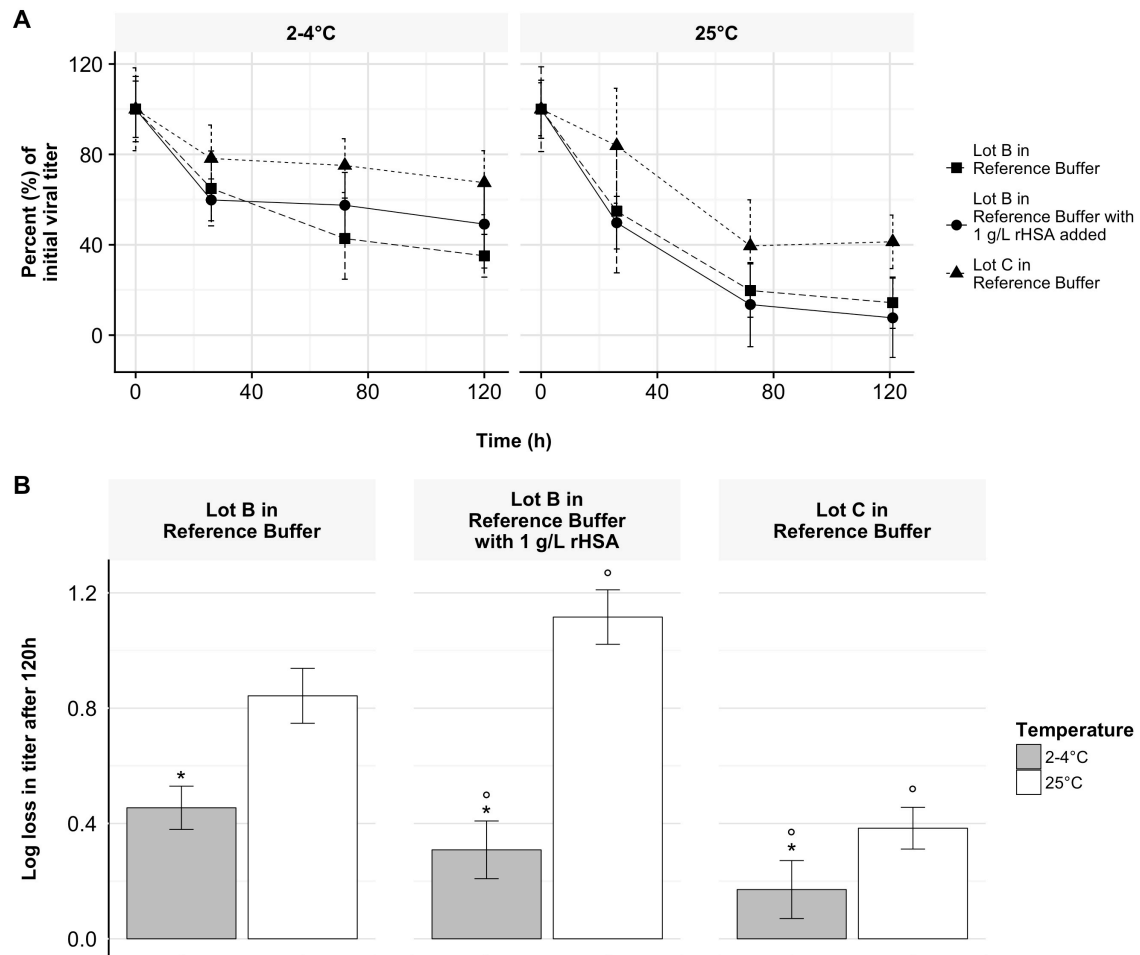 A
2-4°C
25°C
120
80
40
0
Percent (%) of
initial viral titer
0
40
80
120
0
40
80
120
Time (h)
Lot B in
Reference Buffer
Lot B in
Reference Buffer with
1 g/L rHSA added
Lot C in
Reference Buffer
B
Lot B in
Reference Buffer
Lot B in
Reference Buffer
with 1 g/L rHSA
Lot C in
Reference Buffer
1.2
0.8
0.4
0.0
Log loss in titer after 120h
*
°
*
°
°
*
°
Temperature
2-4°C
25°C